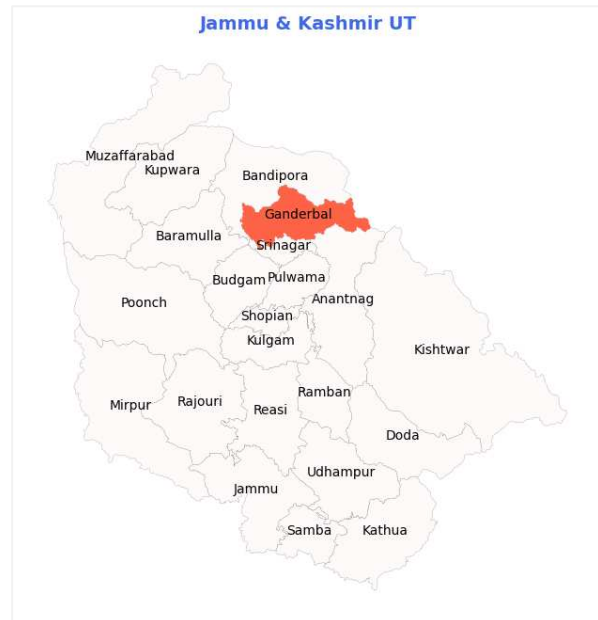 Jammu & Kashmir UT
Muzaffarabad
Kupwara
Bandipora
Ganderbal
Baramulla
Srinagar
Budgam
Pulwama
Anantnag
Poonch
Shopian
Kulgam
Kishtwar
Mirpur
Rajouri
Reasi
Ramban
Doda
Udhampur
Jammu
Samba
Kathua